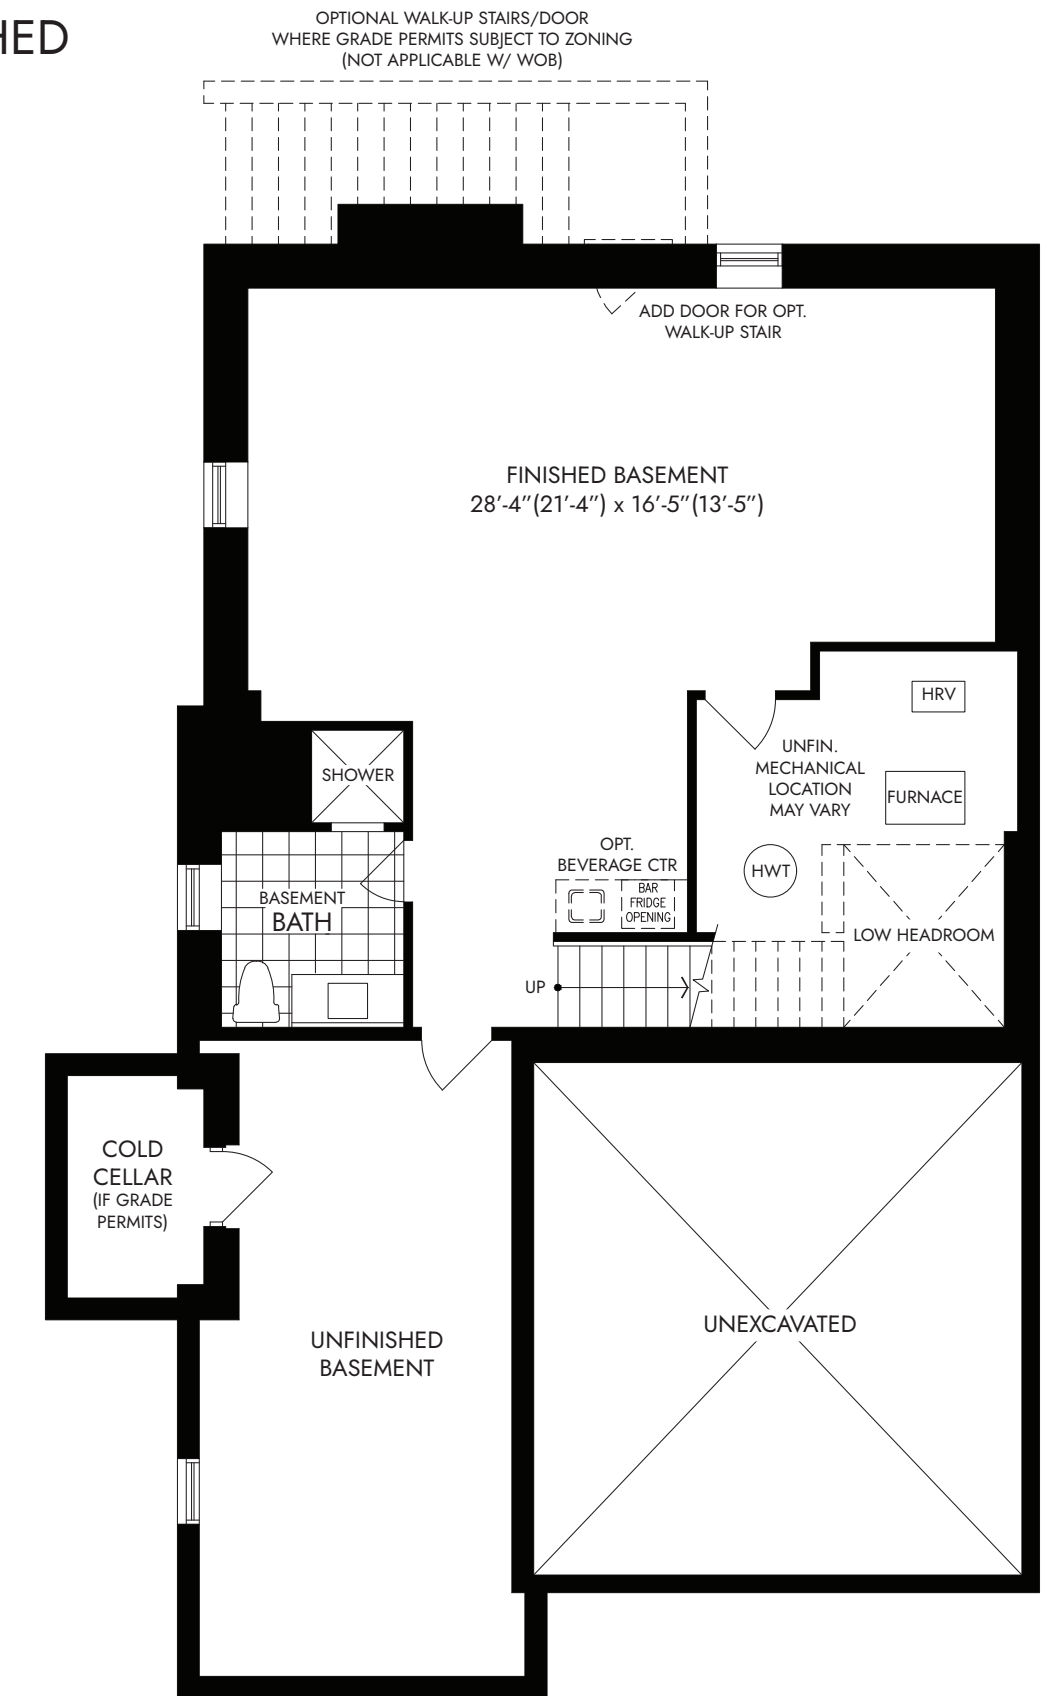 HED
OPTIONAL WALK-UP STAIRS/DOOR
WHERE GRADE PERMITS SUBJECT TO ZONING
(NOT APPLICABLE W/ WOB)
ADD DOOR FOR OPT.
WALK-UP STAIR
FINISHED BASEMENT
28'-4"(21'-4") x 16'-5"(13'-5")
HRV
UNFIN.
MECHANICAL
LOCATION
MAY VARY
FURNACE
SHOWER
OPT.
BEVERAGE CTR
HWT
BAR
FRIDGE
OPENING
BASEMENT
BATH
LOW HEADROOM
UP
COLD
CELLAR
(IF GRADE
PERMITS)
UNFINISHED
BASEMENT
UNEXCAVATED